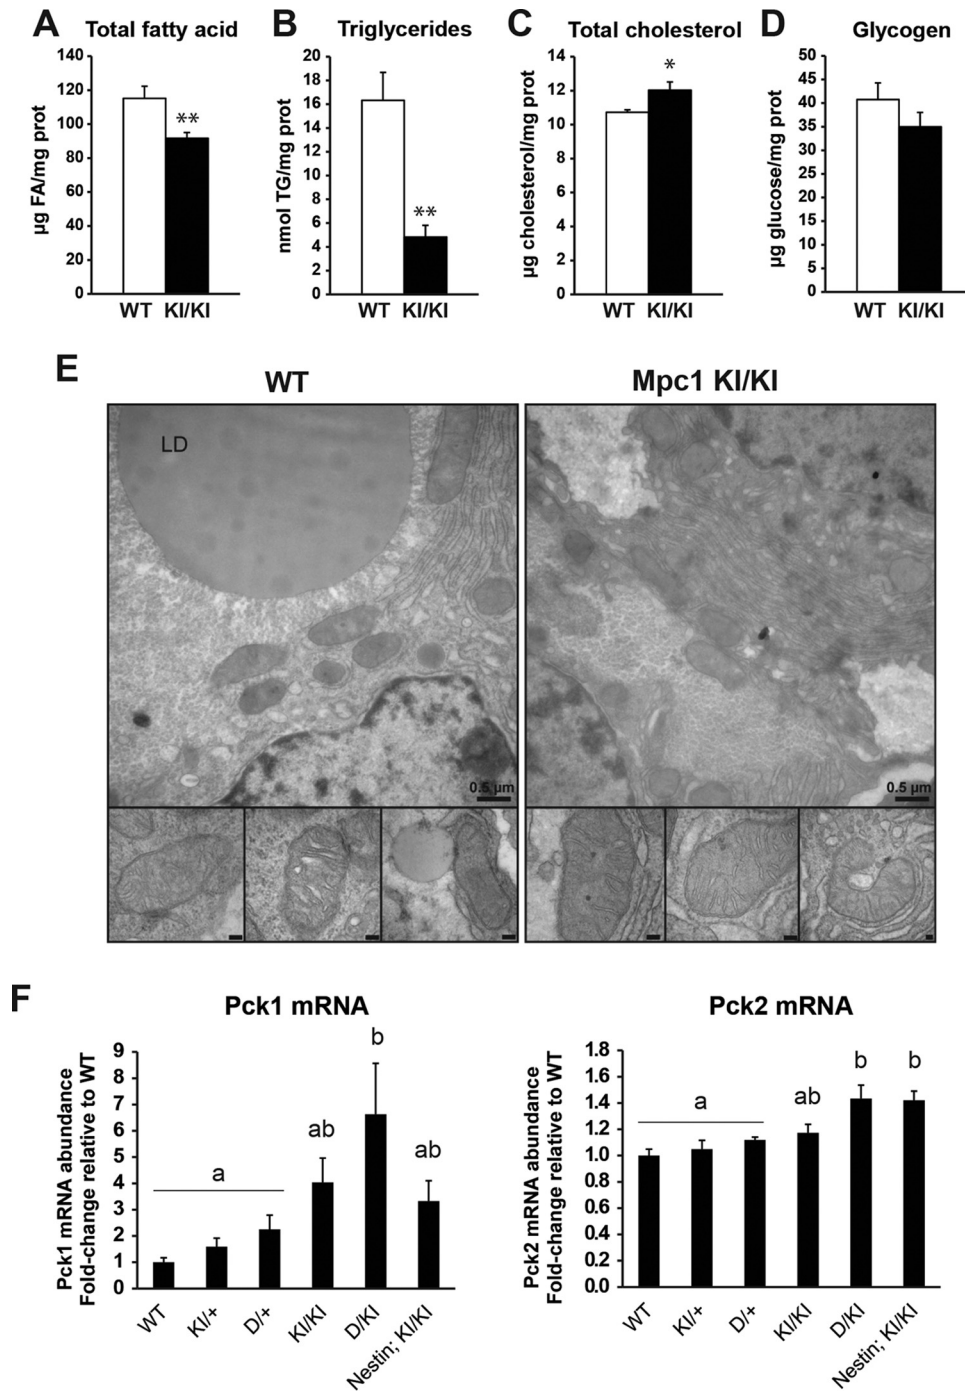 A Total fatty acid
140
120
100
80
60
40
20
0
µg FA/mg prot
**
WT KI/KI
B Triglycerides
20
18
16
14
12
10
8
6
4
2
0
nmol TG/mg prot
**
WT KI/KI
C Total cholesterol
14
12
10
8
6
4
2
0
µg cholesterol/mg prot
*
WT KI/KI
D Glycogen
50
45
40
35
30
25
20
15
10
5
0
µg glucose/mg prot
WT KI/KI
E
WT
Mpc1 KI/KI
LD
0.5 µm
0.5 µm
F
Pck1 mRNA
9
8
7
6
5
4
3
2
1
0
Pck1 mRNA abundance
Fold-change relative to WT
a
ab
b
ab
WT
KI/+
D/+
KI/KI
D/KI
Nestin; KI/KI
Pck2 mRNA
1.8
1.6
1.4
1.2
1.0
0.8
0.6
0.4
0.2
0.0
Pck2 mRNA abundance
Fold-change relative to WT
a
ab
b
b
WT
KI/+
D/+
KI/KI
D/KI
Nestin; KI/KI